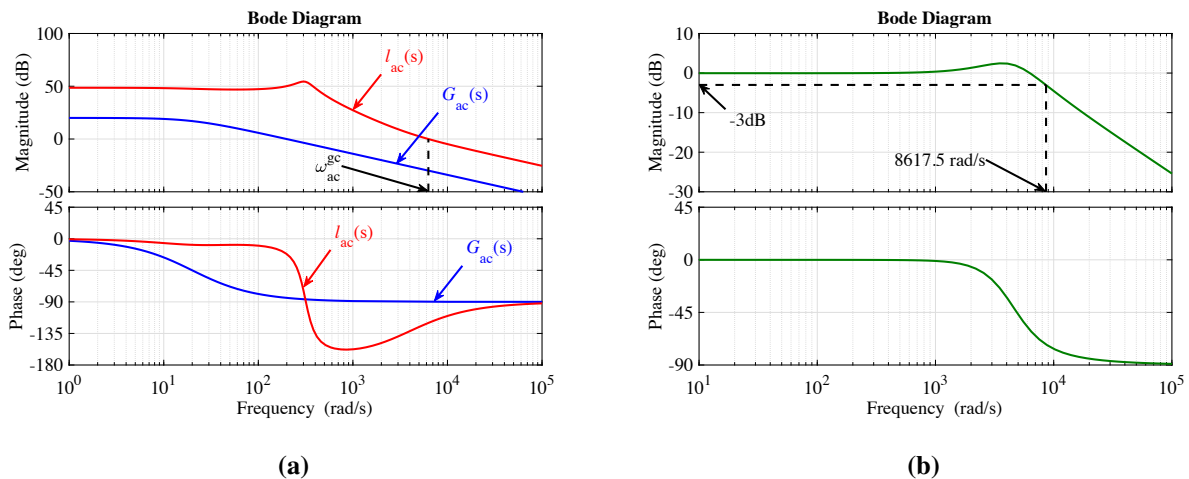 Bode Diagram
100
50
0
50
Magnitude (dB)
l_ac(s)
G_ac(s)
ω_ac^gc
45
0
-45
-90
-135
-180
Phase (deg)
l_ac(s)
G_ac(s)
10^0 10^1 10^2 10^3 10^4 10^5
Frequency (rad/s)
(a)
Bode Diagram
10
0
-10
-20
-30
Magnitude (dB)
-3dB
8617.5 rad/s
45
0
-45
-90
Phase (deg)
10^1 10^2 10^3 10^4 10^5
Frequency (rad/s)
(b)